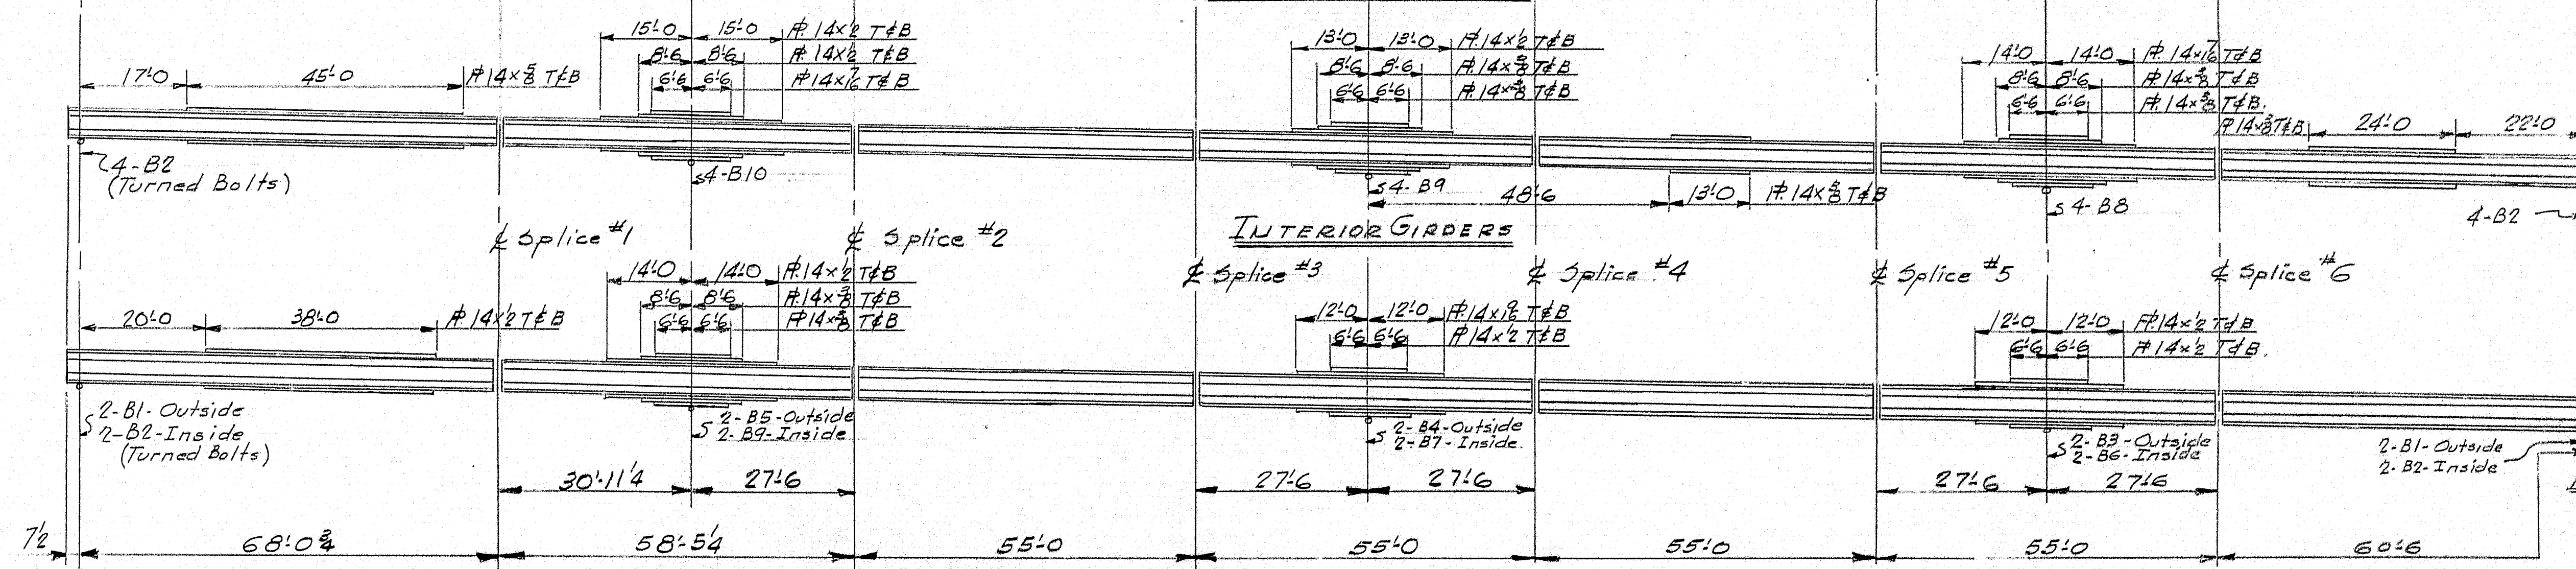 15'-0 15'-0 PL 14×1/2 T&B
8'-6 8'-6 PL 14×1/2 T&B
6'-6 6'-6 PL 14×7/16 T&B
17'-0 45'-0 PL 14×5/8 T&B
13'-0 13'-0 PL 14×1/2 T&B
8'-6 8'-6 PL 14×5/8 T&B
6'-6 6'-6 PL 14×5/8 T&B
14'-0 14'-0 PL 14×7/16 T&B
8'-6 8'-6 PL 14×3/8 T&B
6'-6 6'-6 PL 14×3/8 T&B.
PL 14×3/8 T&B 24'-0 22'-0
4-B2
(Turned Bolts)
4-B10
4-B9
48'-6 13'-0 PL 14×5/8 T&B
4-B8
4-B2
INTERIOR GIRDERS
℄ Splice #1
℄ Splice #2
℄ Splice #3
℄ Splice #4
℄ Splice #5
℄ Splice #6
14'-0 14'-0 PL 14×1/2 T&B
8'-6 8'-6 PL 14×3/8 T&B
6'-6 6'-6 PL 14×3/8 T&B
20'-0 38'-0 PL 14×1/2 T&B
12'-0 12'-0 PL 14×9/16 T&B
6'-6 6'-6 PL 14×1/2 T&B
12'-0 12'-0 PL 14×1/2 T&B
6'-6 6'-6 PL 14×1/2 T&B.
2-B1-Outside
2-B2-Inside
(Turned Bolts)
2-B5-Outside
2-B9-Inside
2-B4-Outside
2-B7-Inside.
2-B3-Outside
2-B6-Inside
2-B1-Outside
2-B2-Inside
30'-11 1/4 27'-6 27'-6 27'-6 27'-6 27'-6
7 1/2 68'-0 3/4 58'-5 1/4 55'-0 55'-0 55'-0 55'-0 60'-6